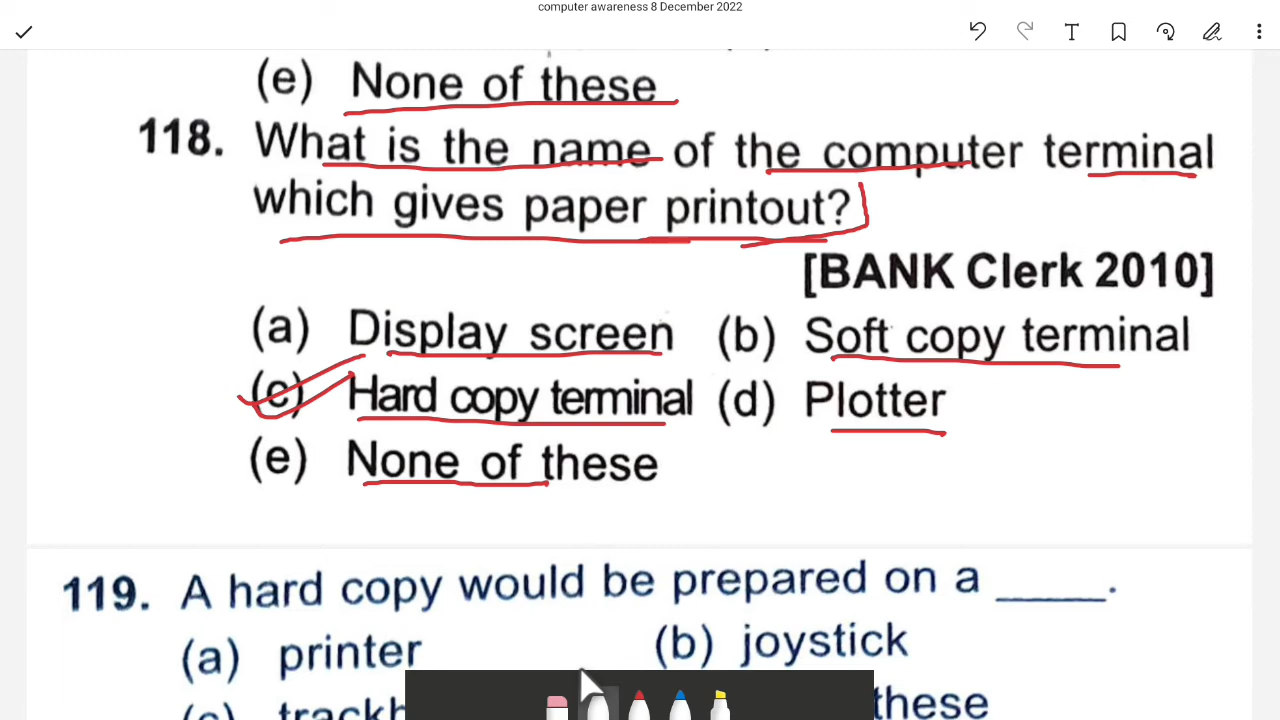 computer awareness 8 December 2022
(e) None of these
118. What is the name of the computer terminal
which gives paper printout?
[BANK Clerk 2010]
(a) Display screen (b) Soft copy terminal
(c) Hard copy terminal (d) Plotter
(e) None of these
119. A hard copy would be prepared on a _____.
(a) printer (b) joystick
these